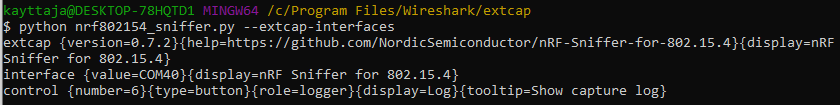 kayttaja@DESKTOP-78HQTD1 MINGW64 /c/Program Files/Wireshark/extcap
$ python nrf802154_sniffer.py --extcap-interfaces
extcap {version=0.7.2}{help=https://github.com/NordicSemiconductor/nRF-Sniffer-for-802.15.4}{display=nRF
Sniffer for 802.15.4}
interface {value=COM40}{display=nRF Sniffer for 802.15.4}
control {number=6}{type=button}{role=logger}{display=Log}{tooltip=Show capture log}